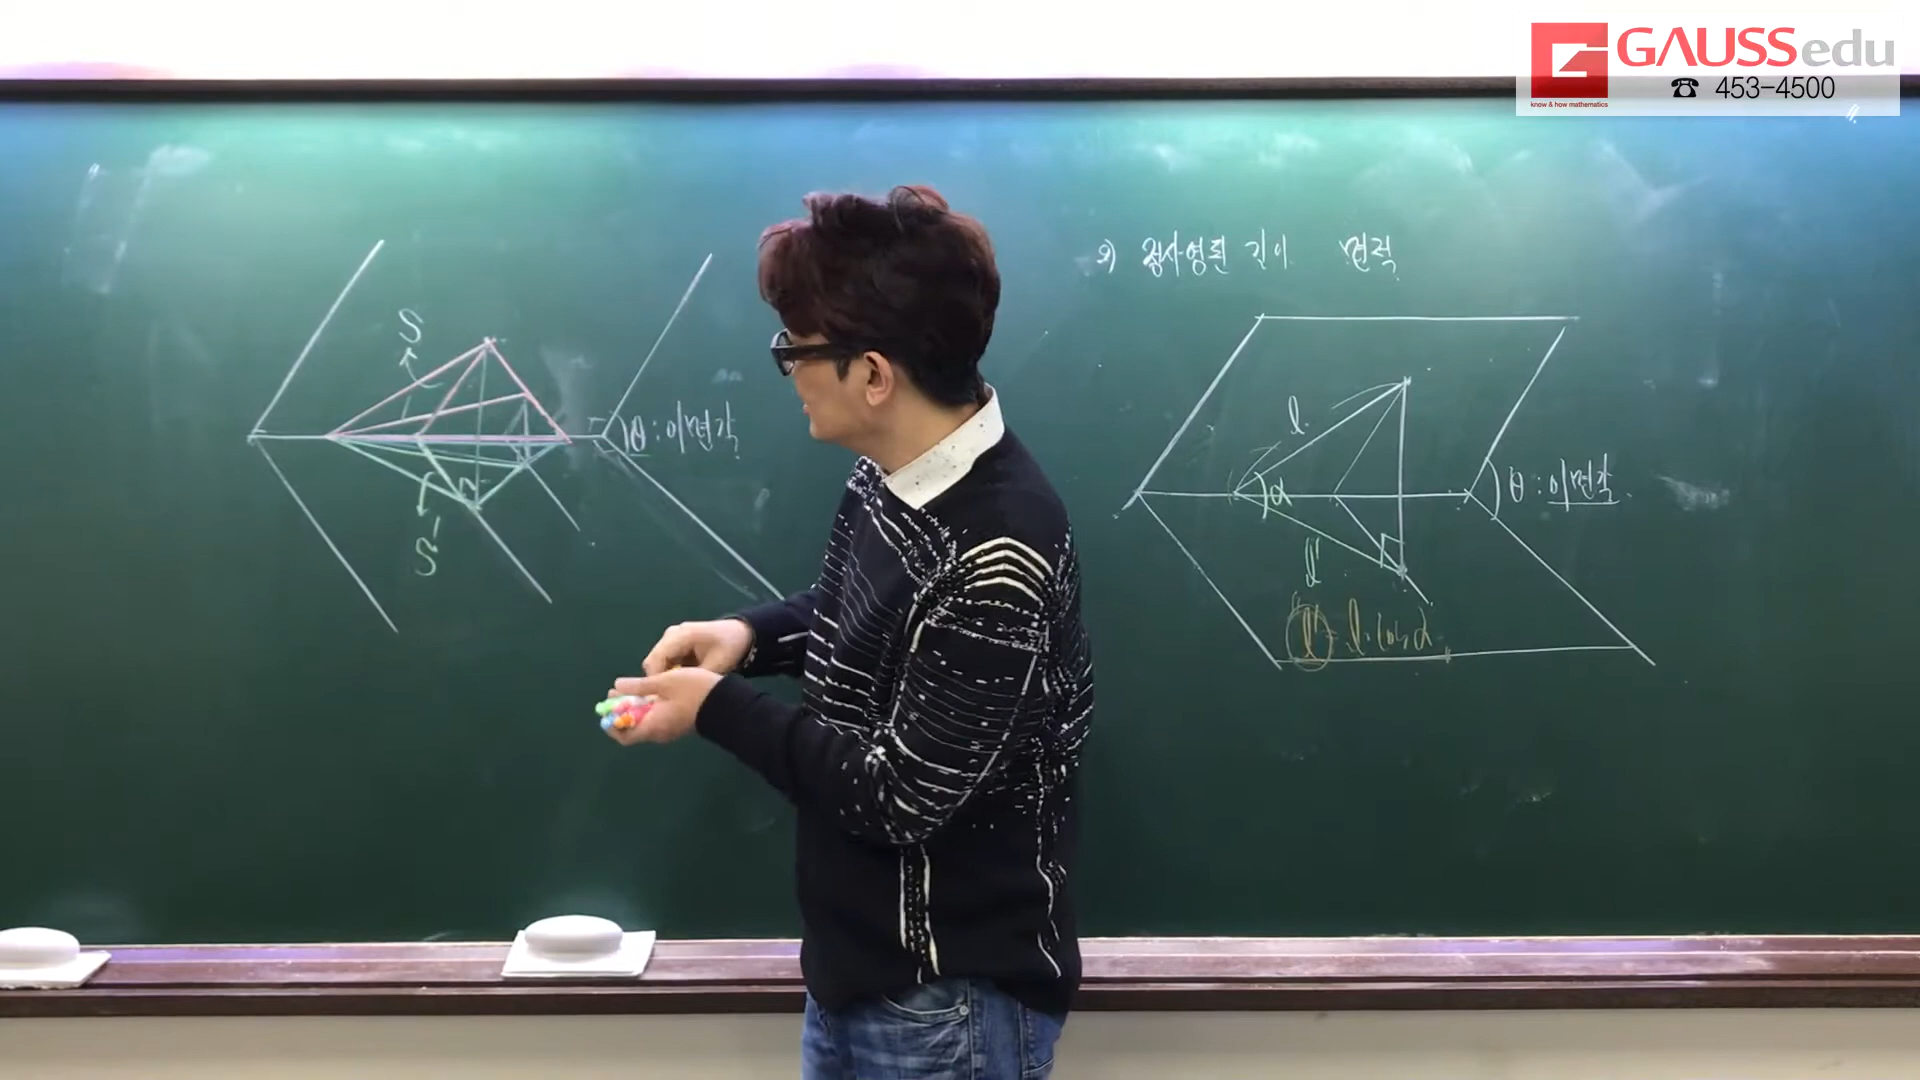 GAUSSedu
know & how mathematics
☎ 453-4500
2) 정사영된 길이 면적
S
θ : 이면각
S'
l
α
θ : 이면각
l'
l' = l·cosα